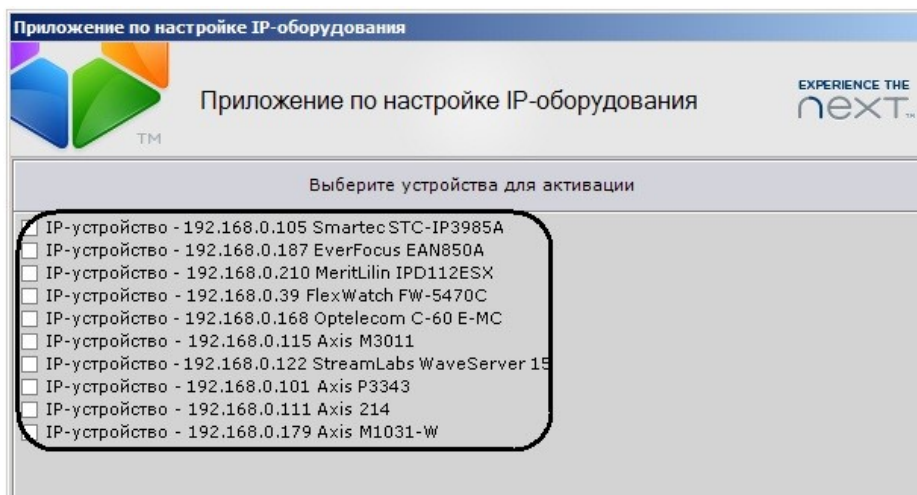 Приложение по настройке IP-оборудования
Приложение по настройке IP-оборудования
EXPERIENCE THE
next™
TM
Выберите устройства для активации
IP-устройство - 192.168.0.105 Smartec STC-IP3985A
IP-устройство - 192.168.0.187 EverFocus EAN850A
IP-устройство - 192.168.0.210 MeritLilin IPD112ESX
IP-устройство - 192.168.0.39 FlexWatch FW-5470C
IP-устройство - 192.168.0.168 Optelecom C-60 E-MC
IP-устройство - 192.168.0.115 Axis M3011
IP-устройство - 192.168.0.122 StreamLabs WaveServer 15
IP-устройство - 192.168.0.101 Axis P3343
IP-устройство - 192.168.0.111 Axis 214
IP-устройство - 192.168.0.179 Axis M1031-W